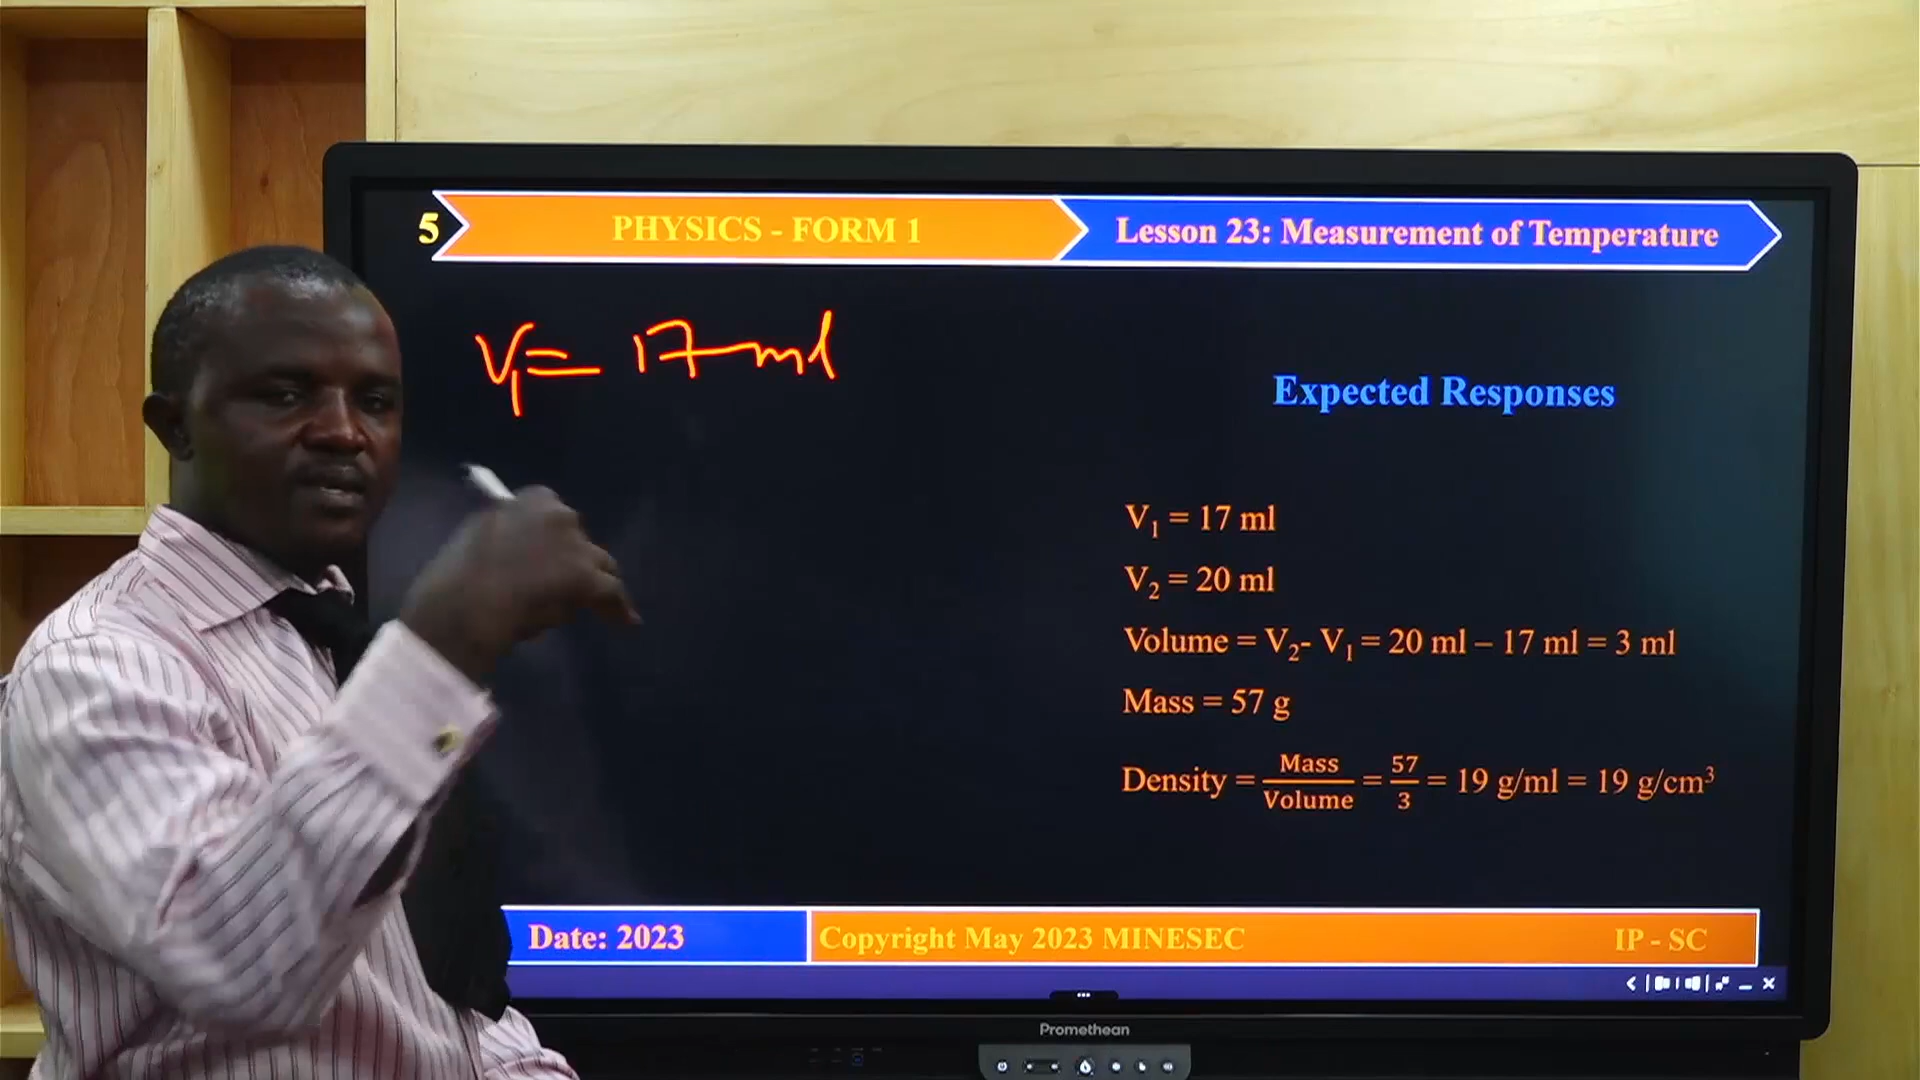 5
PHYSICS - FORM 1
Lesson 23: Measurement of Temperature
V₁ = 17 ml
Expected Responses
V₁ = 17 ml
V₂ = 20 ml
Volume = V₂- V₁ = 20 ml – 17 ml = 3 ml
Mass = 57 g
Density = Mass/Volume = 57/3 = 19 g/ml = 19 g/cm³
Date: 2023
Copyright May 2023 MINESEC
IP - SC
Promethean